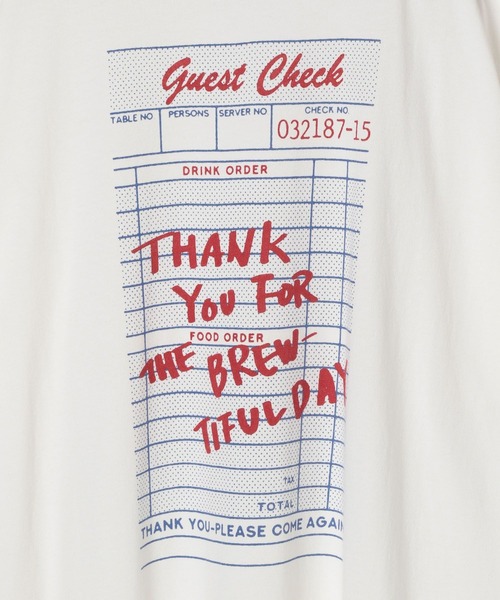 Guest Check
TABLE NO PERSONS SERVER NO CHECK NO.
032187-15
DRINK ORDER
THANK
YOU FOR
FOOD ORDER
THE BREW-
TIFUL DAY
TAX
TOTAL
THANK YOU-PLEASE COME AGAIN